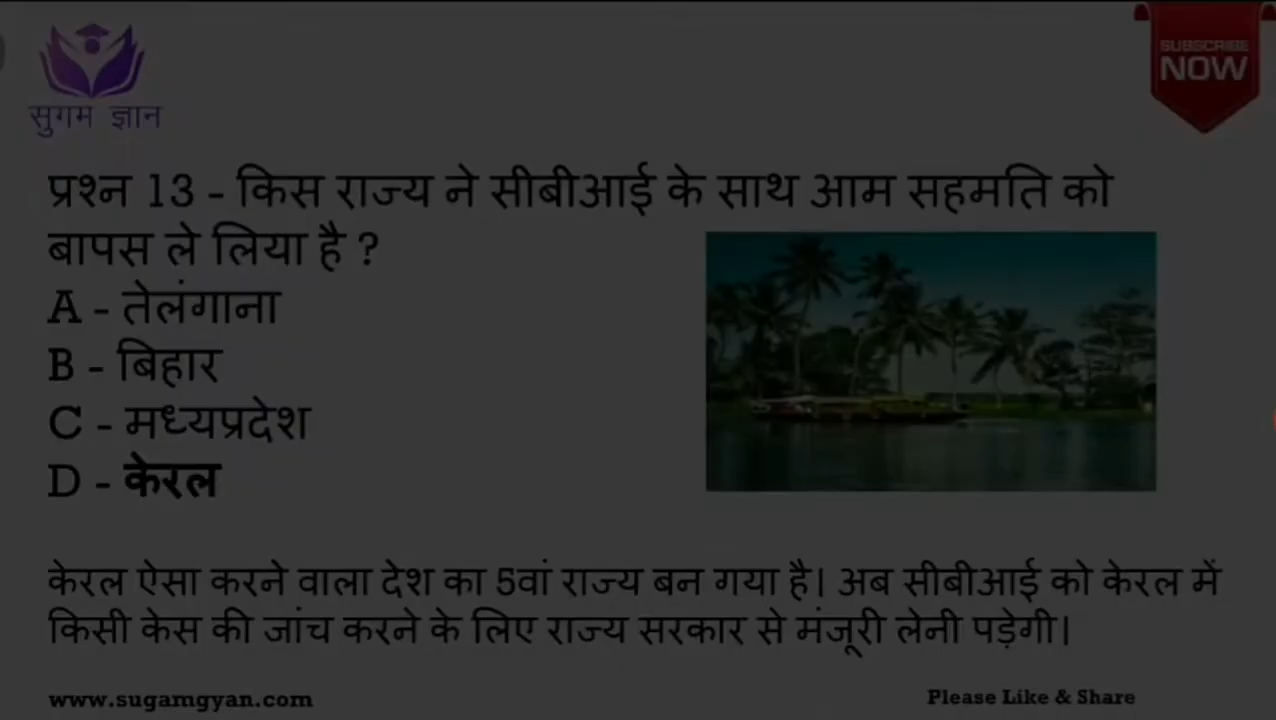 सुगम ज्ञान
SUBSCRIBE
NOW
प्रश्न 13 - किस राज्य ने सीबीआई के साथ आम सहमति को
बापस ले लिया है ?
A - तेलंगाना
B - बिहार
C - मध्यप्रदेश
D - केरल
केरल ऐसा करने वाला देश का 5वां राज्य बन गया है। अब सीबीआई को केरल में
किसी केस की जांच करने के लिए राज्य सरकार से मंजूरी लेनी पड़ेगी।
www.sugamgyan.com
Please Like & Share